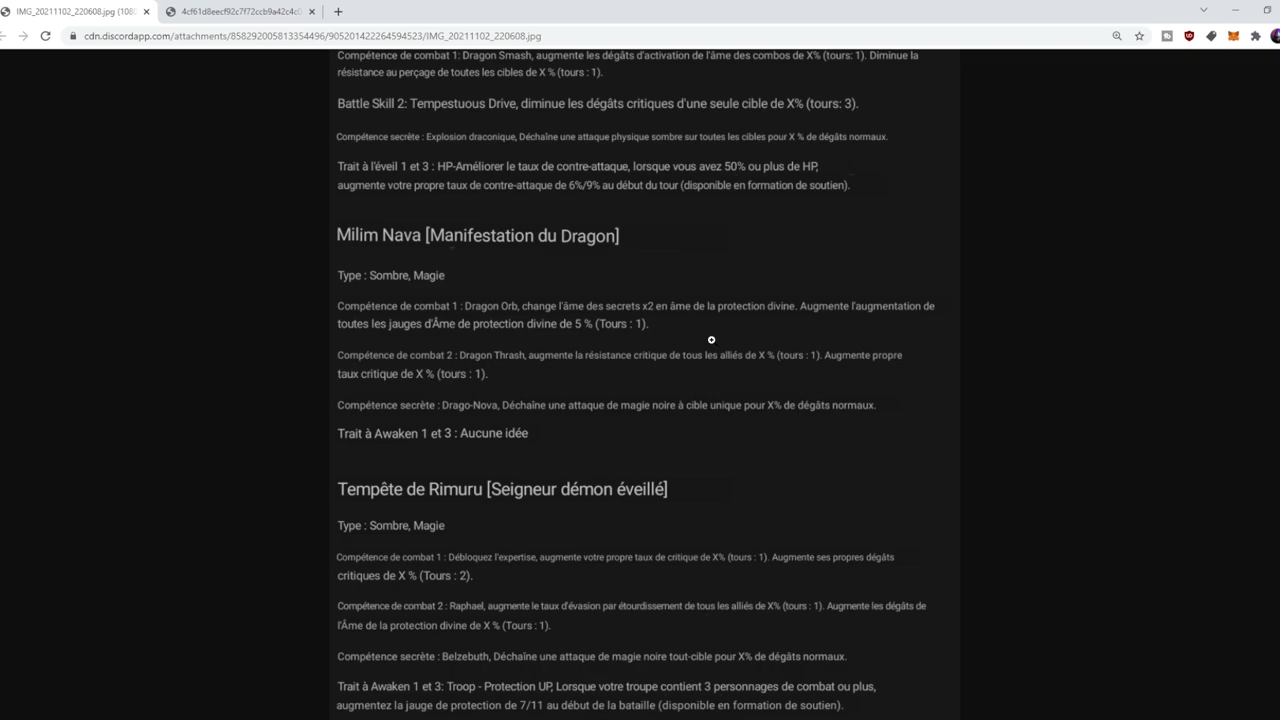 IMG_20211102_220608.jpg (1080
4cf61d8eecf92c7f72ccb9a42c4c0
cdn.discordapp.com/attachments/858292005813354496/905201422264594523/IMG_20211102_220608.jpg
Compétence de combat 1: Dragon Smash, augmente les dégâts d'activation de l'âme des combos de X% (tours: 1). Diminue la
résistance au perçage de toutes les cibles de X % (tours : 1).
Battle Skill 2: Tempestuous Drive, diminue les dégâts critiques d'une seule cible de X% (tours: 3).
Compétence secrète : Explosion draconique, Déchaîne une attaque physique sombre sur toutes les cibles pour X % de dégâts normaux.
Trait à l'éveil 1 et 3 : HP-Améliorer le taux de contre-attaque, lorsque vous avez 50% ou plus de HP,
augmente votre propre taux de contre-attaque de 6%/9% au début du tour (disponible en formation de soutien).
Milim Nava [Manifestation du Dragon]
Type : Sombre, Magie
Compétence de combat 1 : Dragon Orb, change l'âme des secrets x2 en âme de la protection divine. Augmente l'augmentation de
toutes les jauges d'Âme de protection divine de 5 % (Tours : 1).
Compétence de combat 2 : Dragon Thrash, augmente la résistance critique de tous les alliés de X % (tours : 1). Augmente propre
taux critique de X % (tours : 1).
Compétence secrète : Drago-Nova, Déchaîne une attaque de magie noire à cible unique pour X% de dégâts normaux.
Trait à Awaken 1 et 3 : Aucune idée
Tempête de Rimuru [Seigneur démon éveillé]
Type : Sombre, Magie
Compétence de combat 1 : Débloquez l'expertise, augmente votre propre taux de critique de X% (tours : 1). Augmente ses propres dégâts
critiques de X % (Tours : 2).
Compétence de combat 2 : Raphael, augmente le taux d'évasion par étourdissement de tous les alliés de X% (tours : 1). Augmente les dégâts de
l'Âme de la protection divine de X % (Tours : 1).
Compétence secrète : Belzebuth, Déchaîne une attaque de magie noire tout-cible pour X% de dégâts normaux.
Trait à Awaken 1 et 3: Troop - Protection UP, Lorsque votre troupe contient 3 personnages de combat ou plus,
augmentez la jauge de protection de 7/11 au début de la bataille (disponible en formation de soutien).